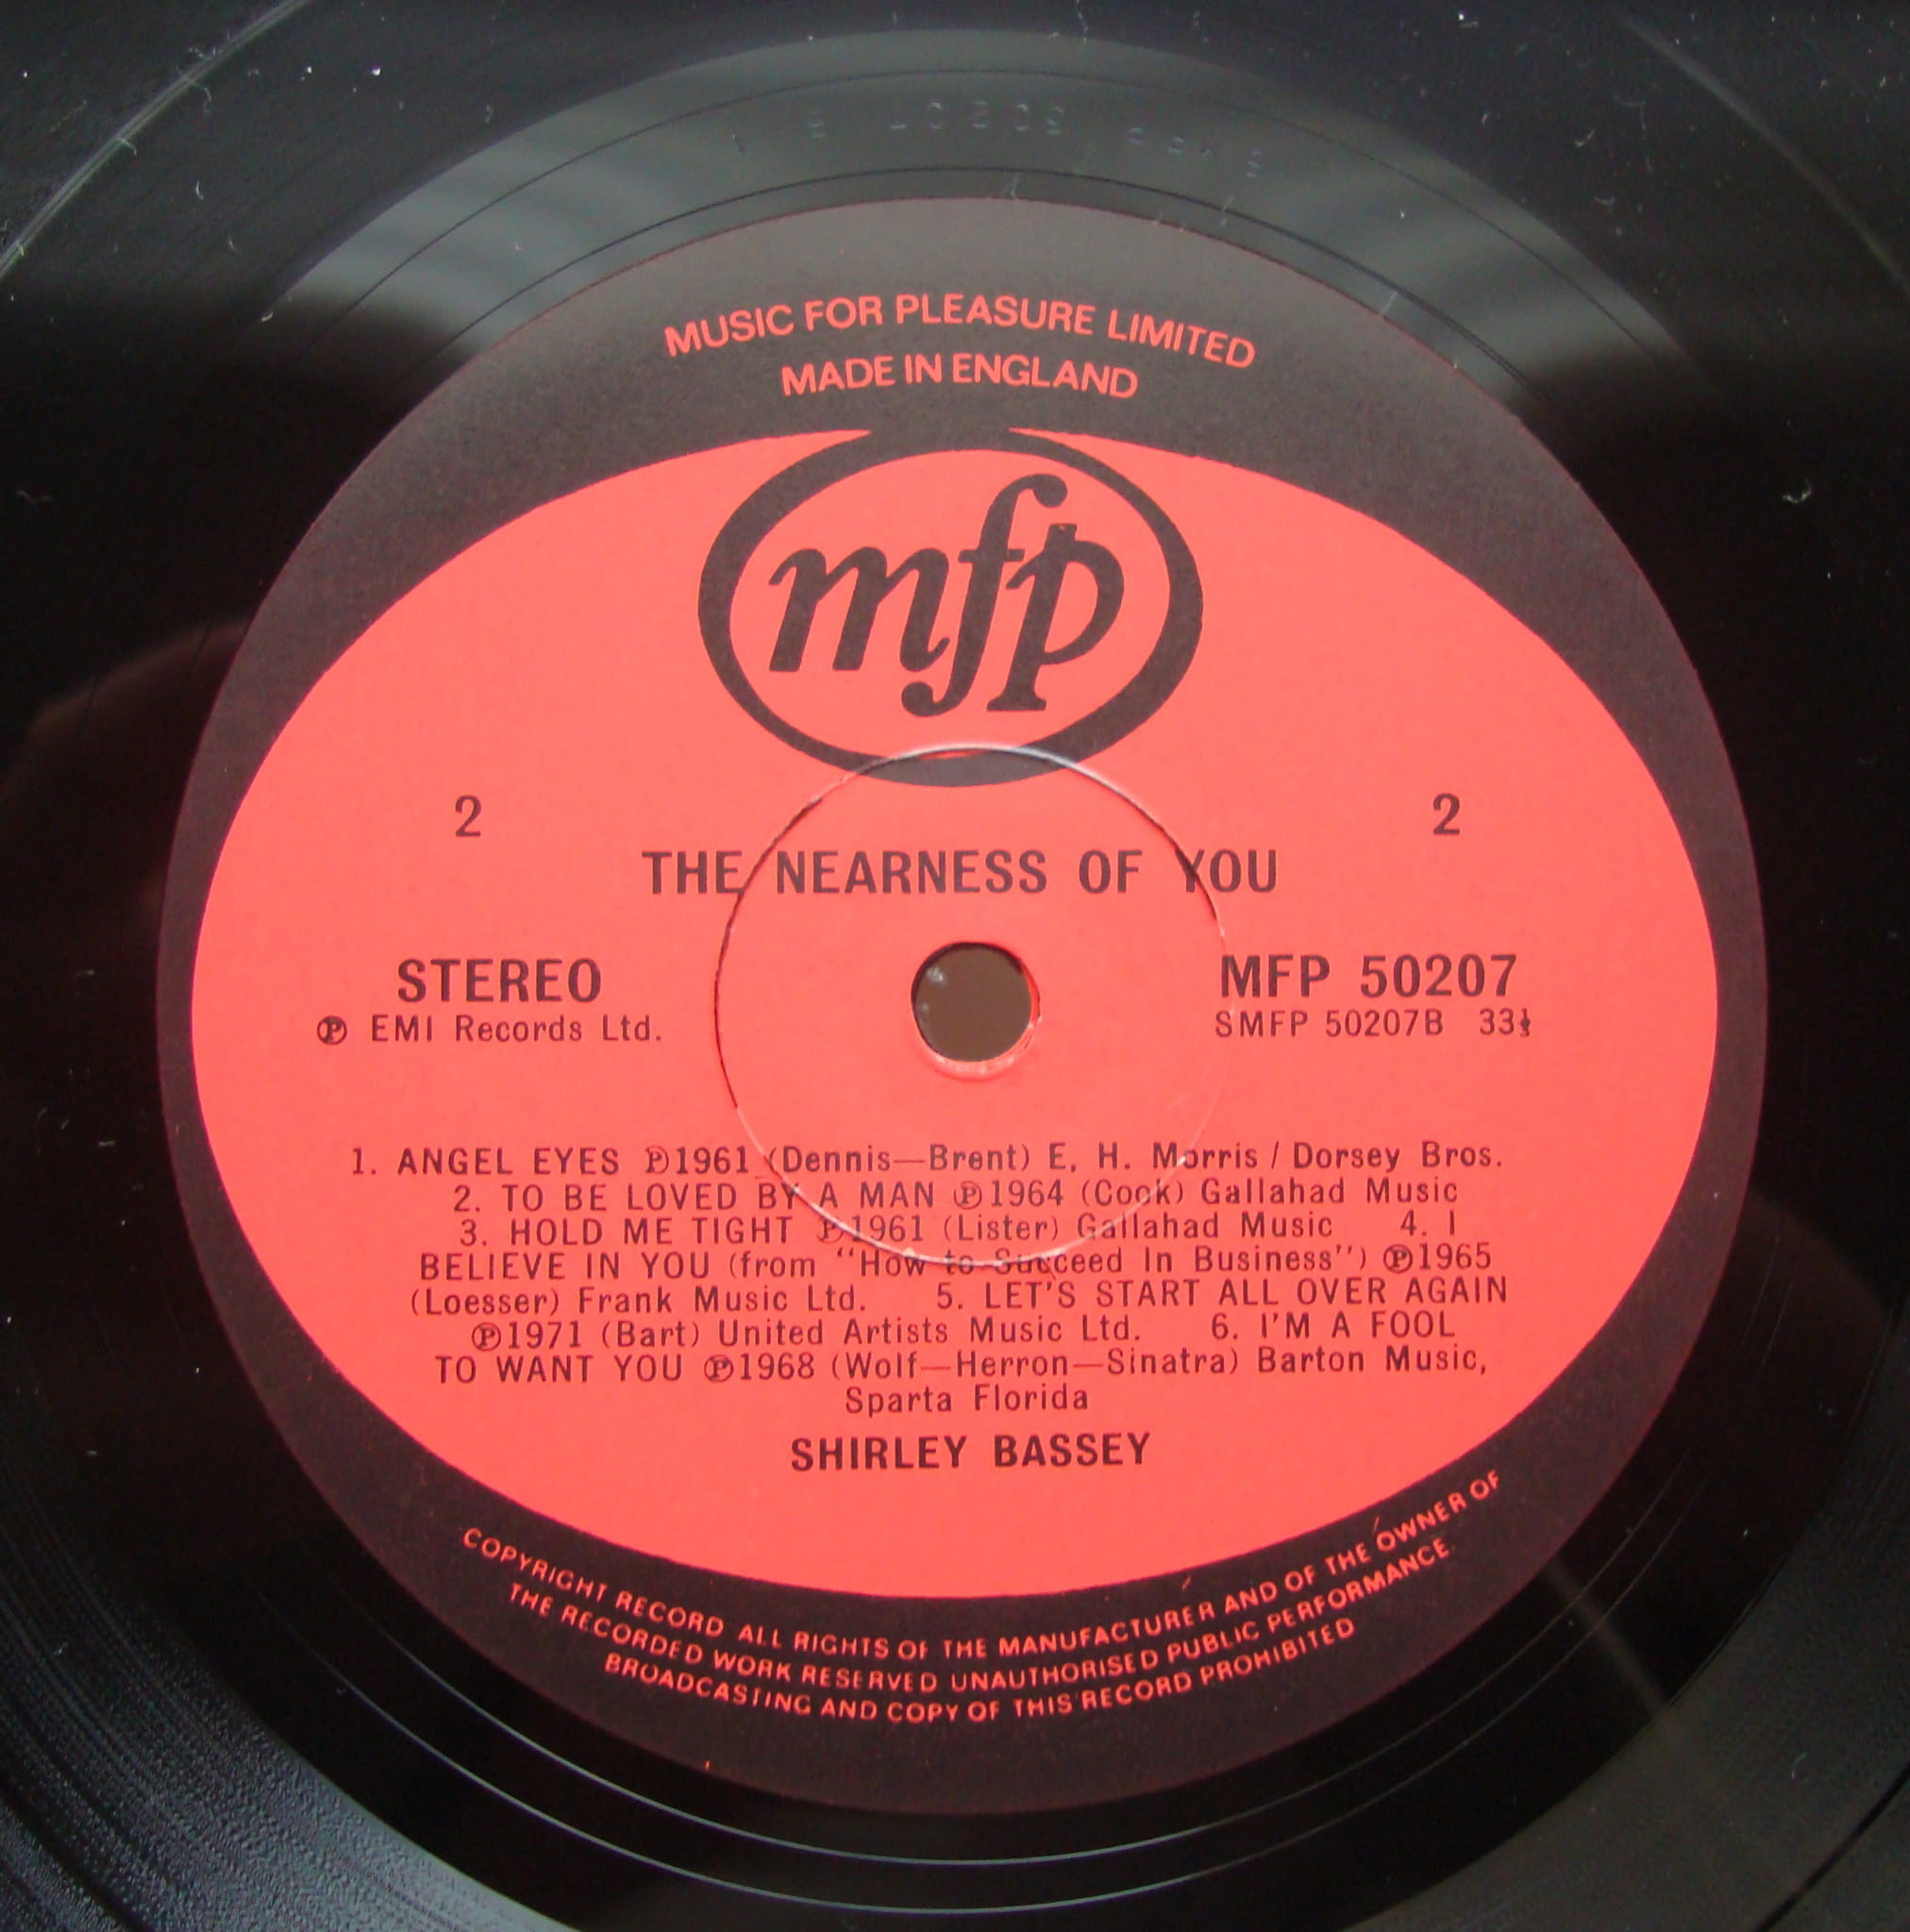 MUSIC FOR PLEASURE LIMITED
MADE IN ENGLAND
mfp
2 2
THE NEARNESS OF YOU
STEREO MFP 50207
℗ EMI Records Ltd. SMFP 50207B 33⅓
1. ANGEL EYES ℗1961 (Dennis—Brent) E. H. Morris / Dorsey Bros.
2. TO BE LOVED BY A MAN ℗1964 (Cook) Gallahad Music
3. HOLD ME TIGHT ℗1961 (Lister) Gallahad Music 4. I
BELIEVE IN YOU (from "How to Succeed In Business") ℗1965
(Loesser) Frank Music Ltd. 5. LET'S START ALL OVER AGAIN
℗1971 (Bart) United Artists Music Ltd. 6. I'M A FOOL
TO WANT YOU ℗1968 (Wolf—Herron—Sinatra) Barton Music,
Sparta Florida
SHIRLEY BASSEY
COPYRIGHT RECORD ALL RIGHTS OF THE MANUFACTURER AND OF THE OWNER OF
THE RECORDED WORK RESERVED UNAUTHORISED PUBLIC PERFORMANCE.
BROADCASTING AND COPY OF THIS RECORD PROHIBITED